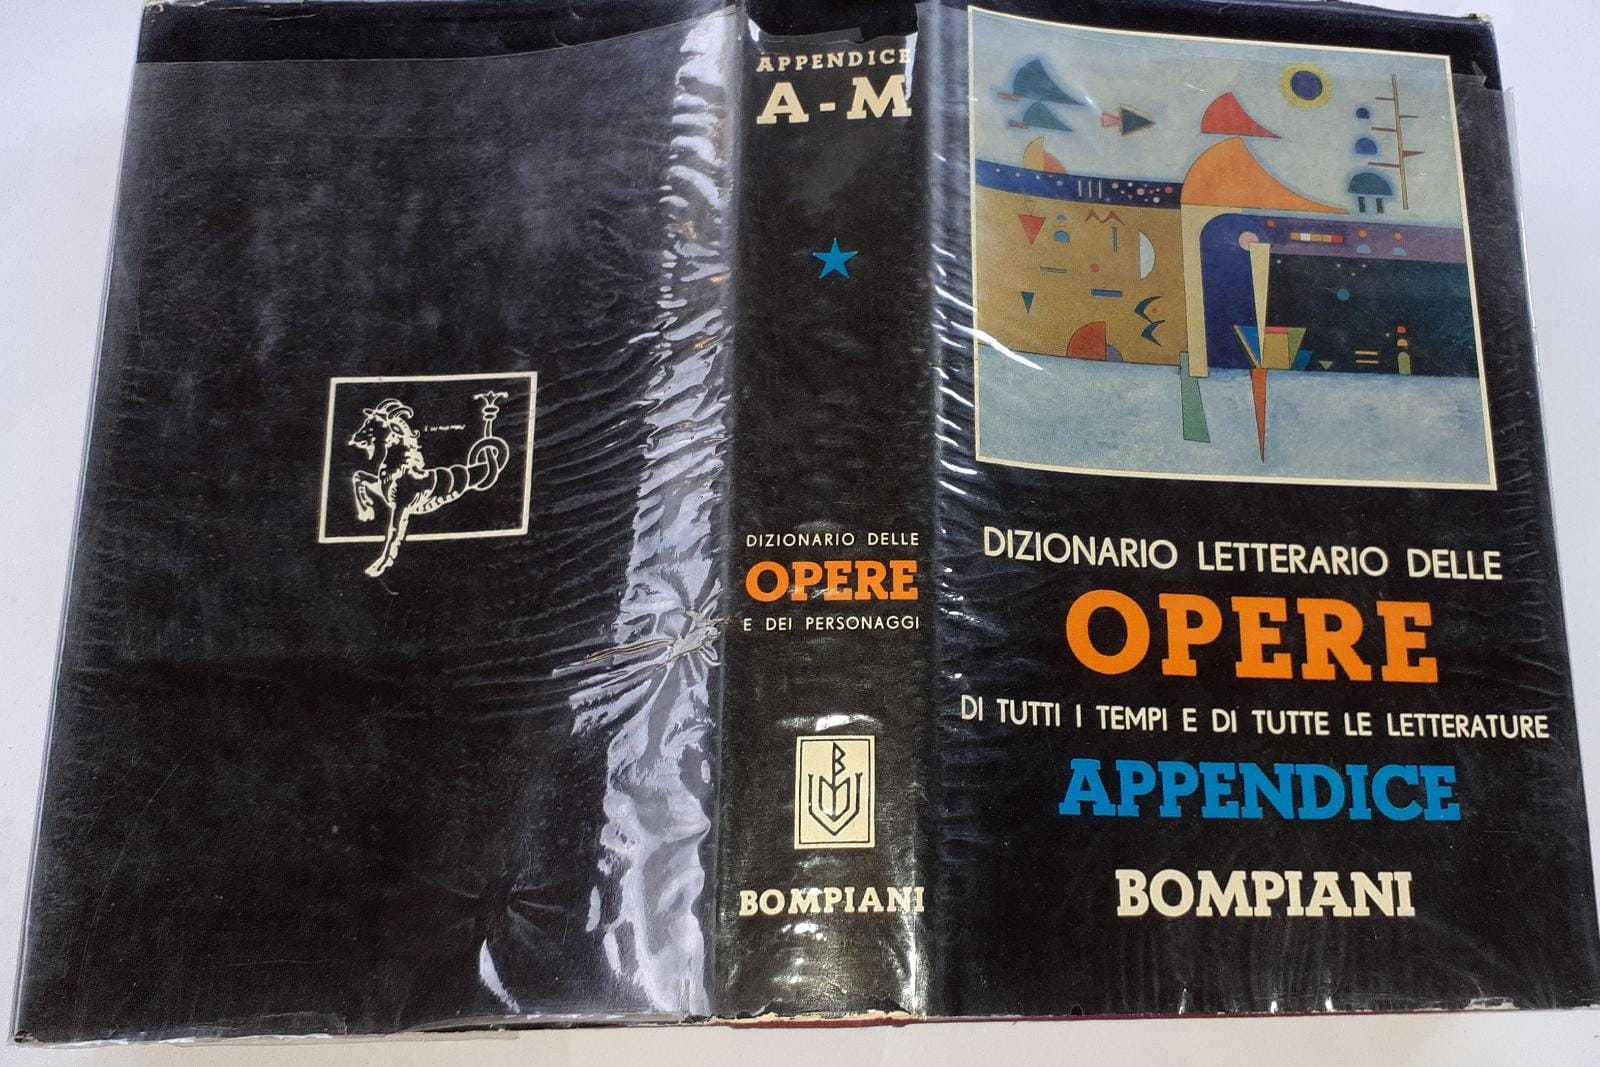 APPENDICE
A-M
DIZIONARIO DELLE
OPERE
E DEI PERSONAGGI
BOMPIANI
DIZIONARIO LETTERARIO DELLE
OPERE
DI TUTTI I TEMPI E DI TUTTE LE LETTERATURE
APPENDICE
BOMPIANI